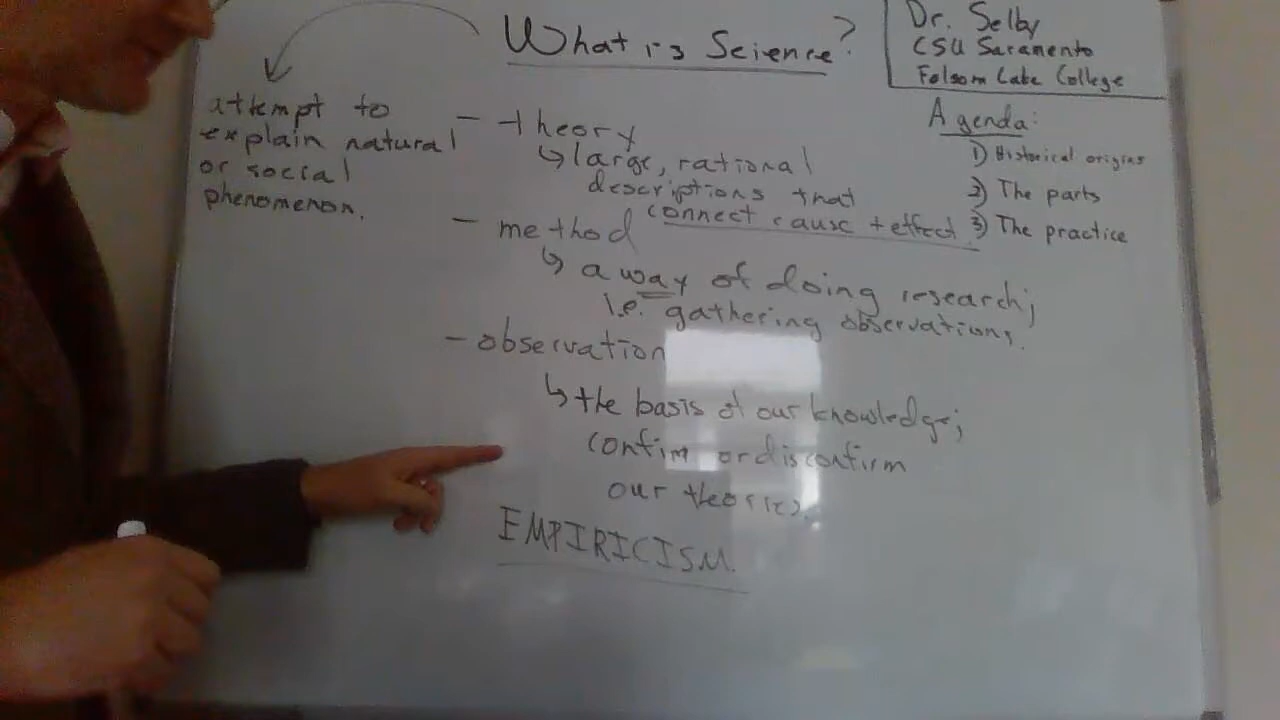 What is Science?
Dr. Selby
CSU Saramento
Folsom Lake College
attempt to
explain natural
or social
phenomenon.
Agenda:
1) Historical origins
2) The parts
3) The practice
- theory
↳ large, rational
descriptions that
connect cause + effect.
- method
↳ a way of doing research;
i.e. gathering observations.
- observation
↳ the basis of our knowledge;
confirm or disconfirm
our theories.
EMPIRICISM.